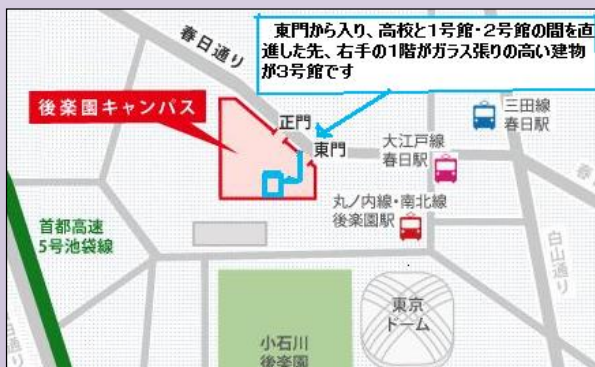 東門から入り、高校と1号館・2号館の間を直
進した先、右手の1階がガラス張りの高い建物
が3号館です
春日通り
後楽園キャンパス
正門
東門
三田線
春日駅
大江戸線
春日駅
丸ノ内線・南北線
後楽園駅
首都高速
5号池袋線
白山通り
東京
ドーム
小石川
後楽園